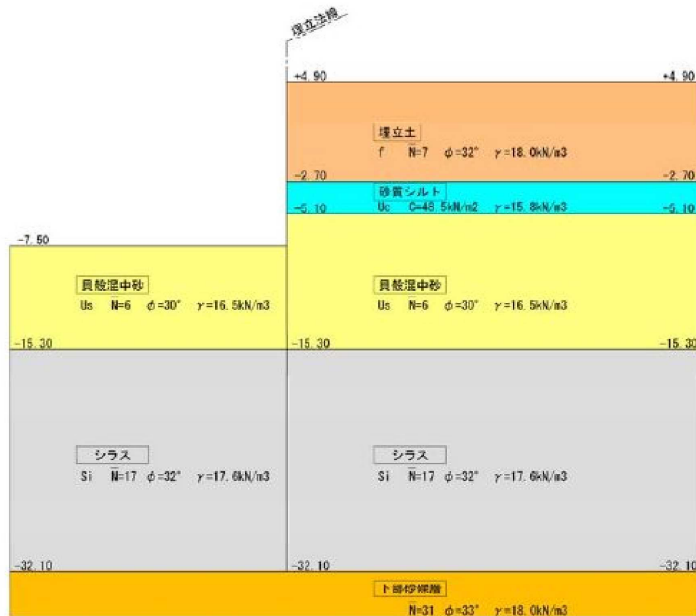 埋立法線
+4.90 +4.90
埋立土
f N=7 φ=32° γ=18.0kN/m3
-2.70 -2.70
砂質シルト
Uc C=46.5kN/m2 γ=15.8kN/m3
-5.10 -5.10
-7.50
貝殻混中砂 貝殻混中砂
Us N=6 φ=30° γ=16.5kN/m3 Us N=6 φ=30° γ=16.5kN/m3
-15.30 -15.30 -15.30
シラス シラス
Si N=17 φ=32° γ=17.6kN/m3 Si N=17 φ=32° γ=17.6kN/m3
-32.10 -32.10 -32.10
N=31 φ=33° γ=18.0kN/m3